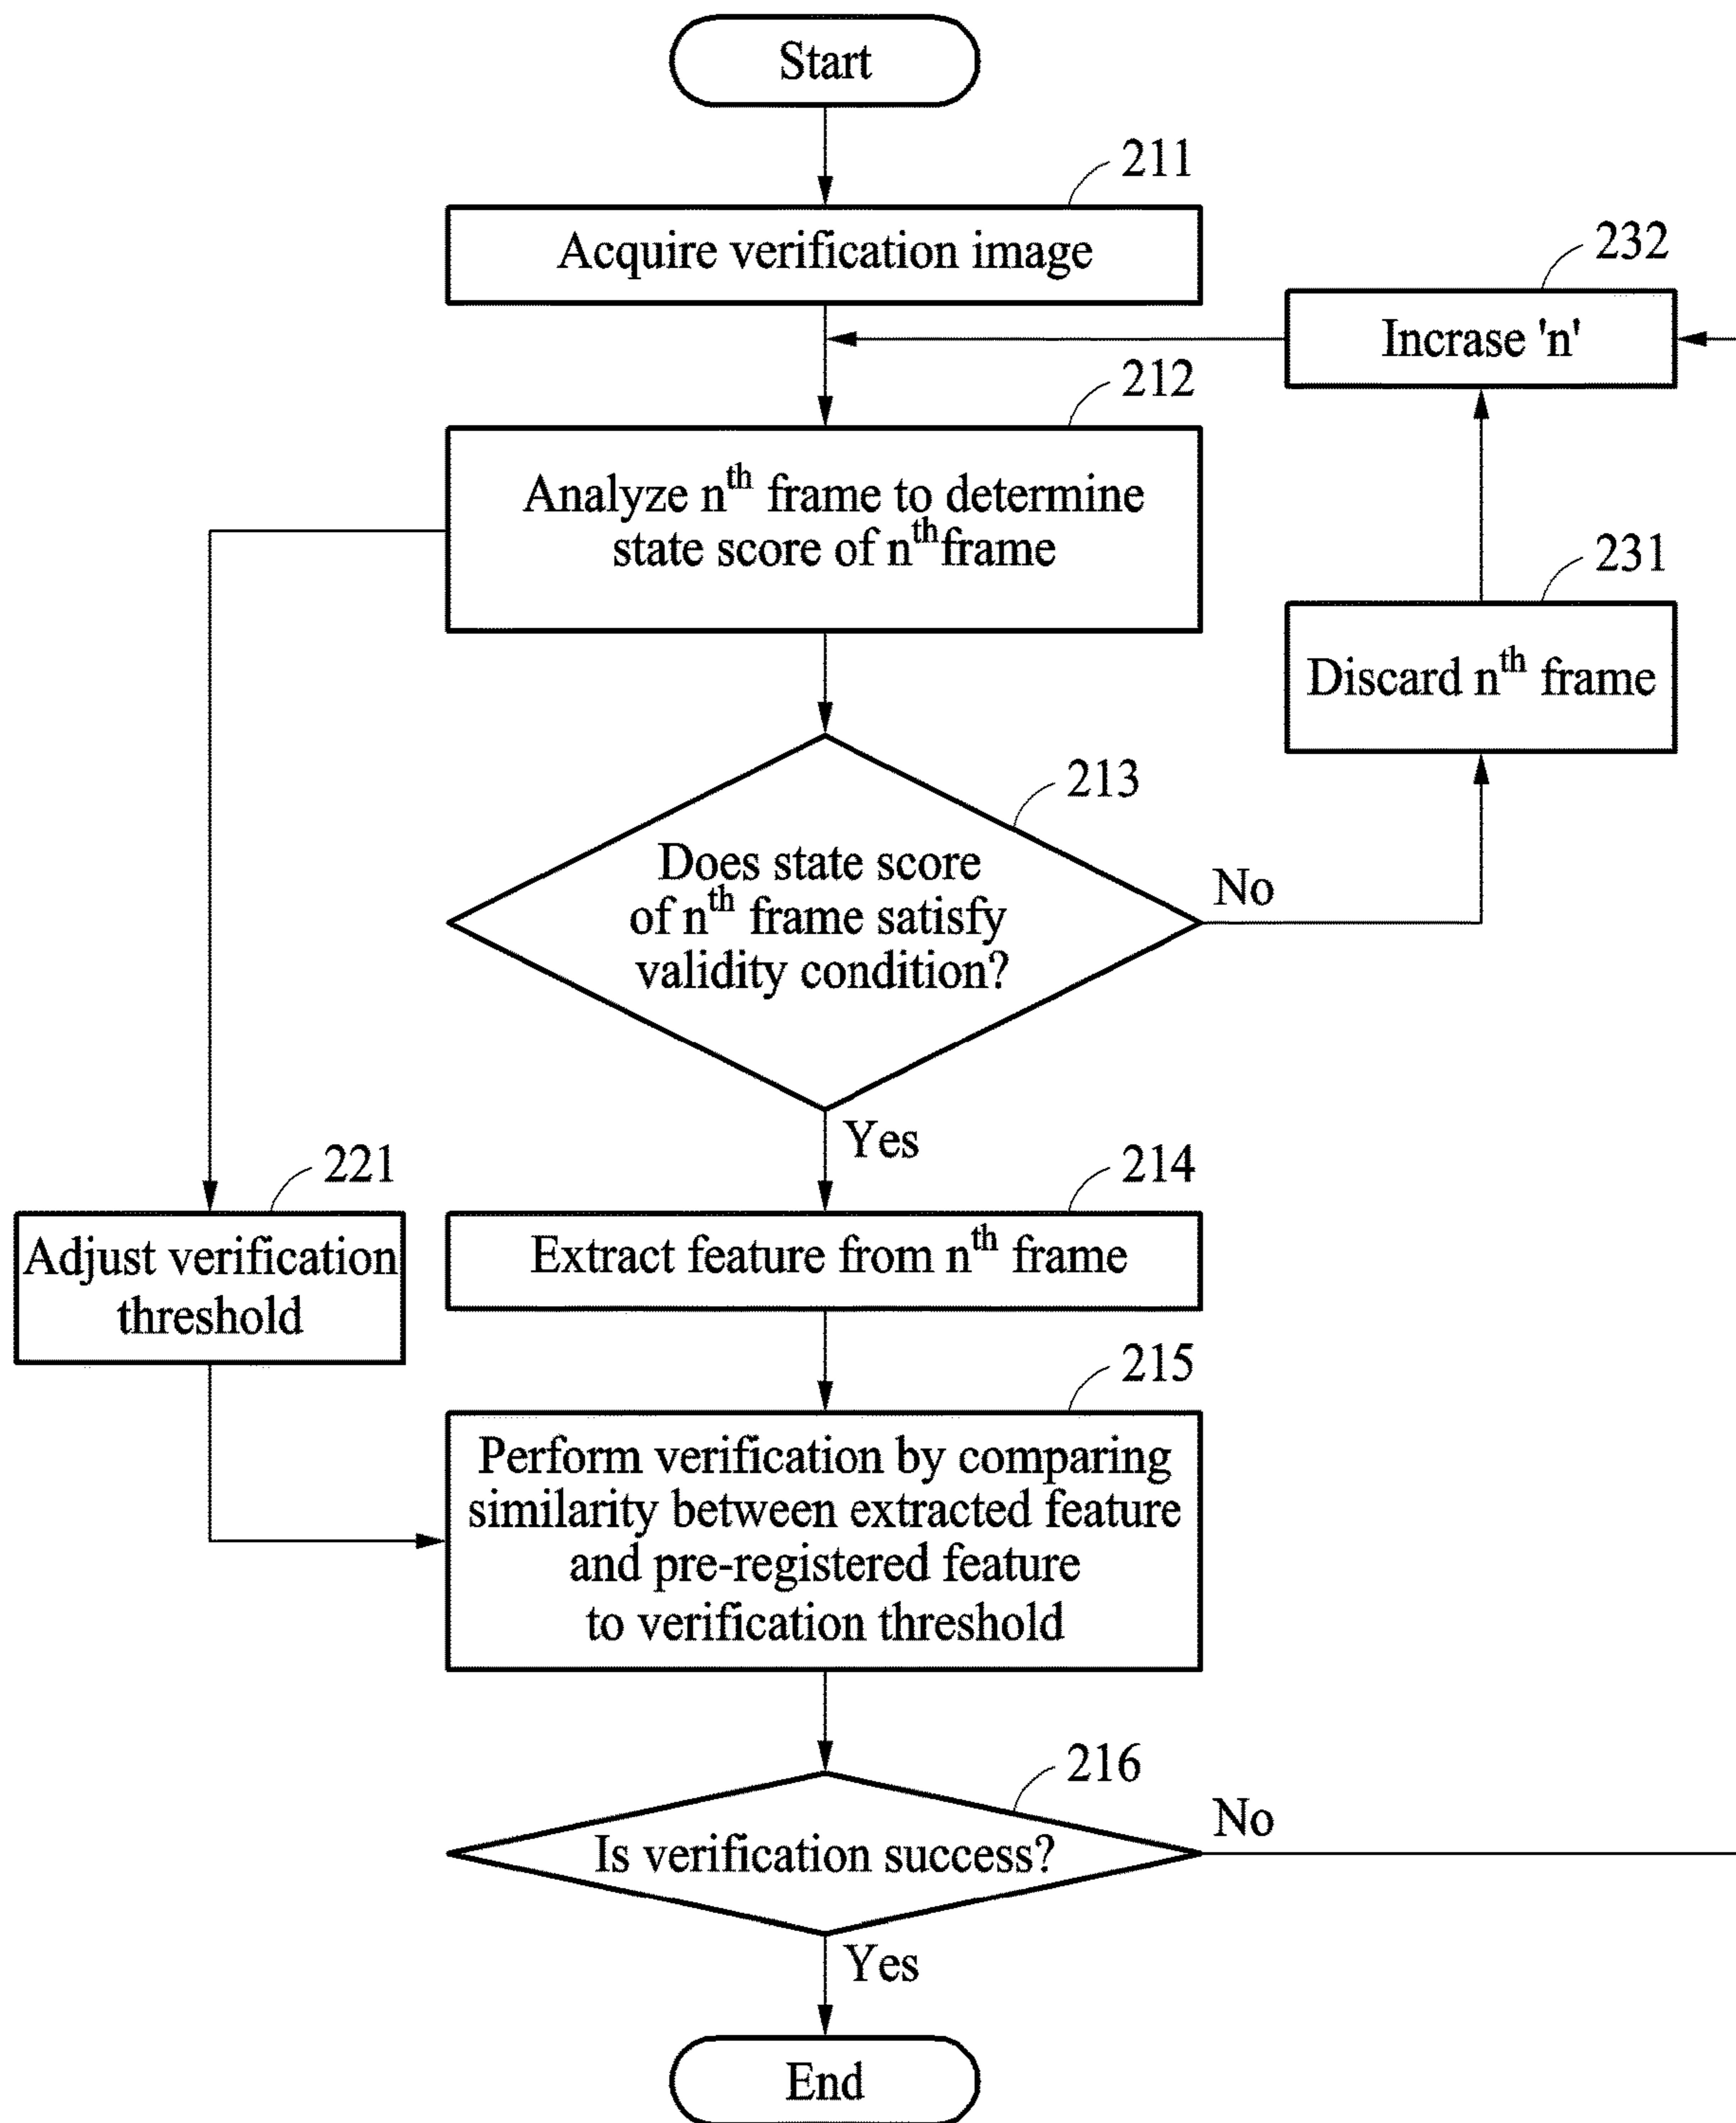 Start
211
Acquire verification image
232
Incrase 'n'
212
Analyze nth frame to determine
state score of nthframe
231
Discard nth frame
213
Does state score
of nth frame satisfy
validity condition?
No
Yes
221
Adjust verification
threshold
214
Extract feature from nth frame
215
Perform verification by comparing
similarity between extracted feature
and pre-registered feature
to verification threshold
216
Is verification success?
No
Yes
End